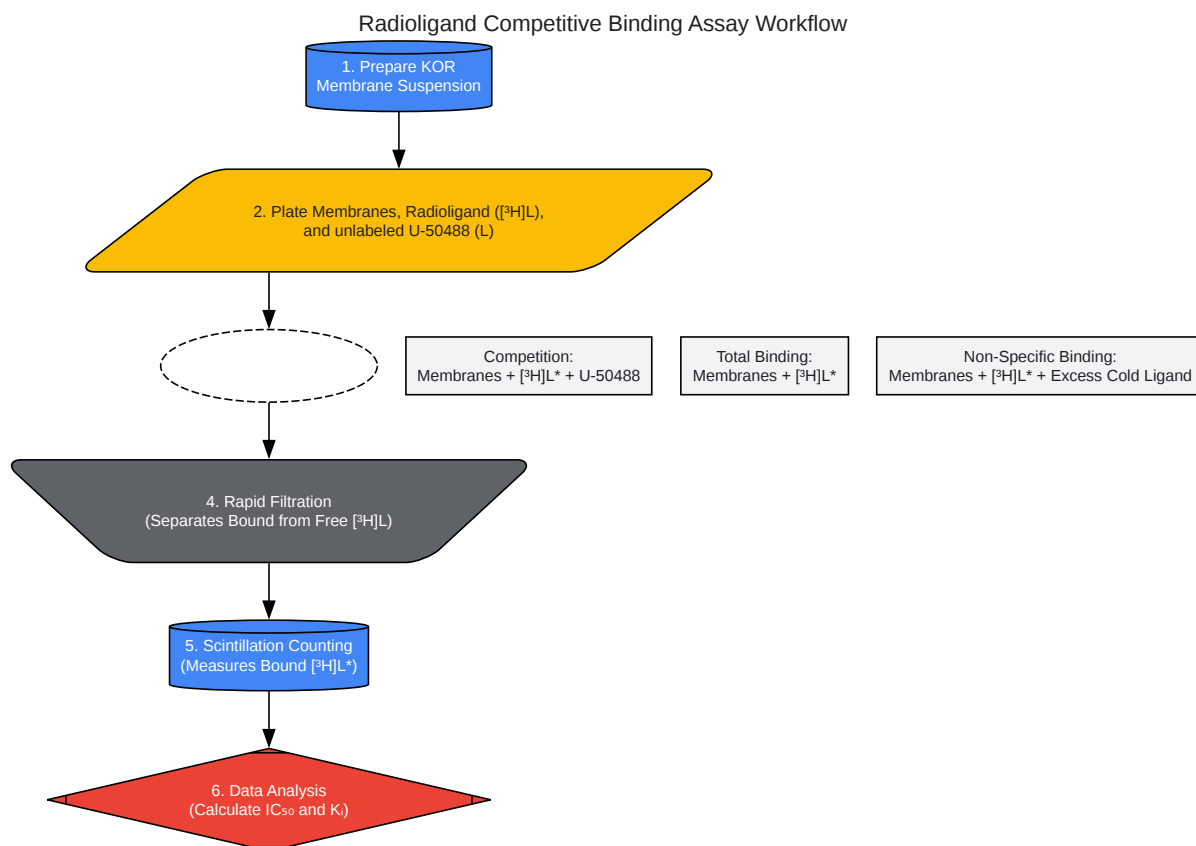 Radioligand Competitive Binding Assay Workflow
1. Prepare KOR
Membrane Suspension
2. Plate Membranes, Radioligand ([³H]L),
and unlabeled U-50488 (L)
Competition:
Membranes + [³H]L* + U-50488
Total Binding:
Membranes + [³H]L*
Non-Specific Binding:
Membranes + [³H]L* + Excess Cold Ligand
4. Rapid Filtration
(Separates Bound from Free [³H]L)
5. Scintillation Counting
(Measures Bound [³H]L*)
6. Data Analysis
(Calculate IC₅₀ and Kᵢ)